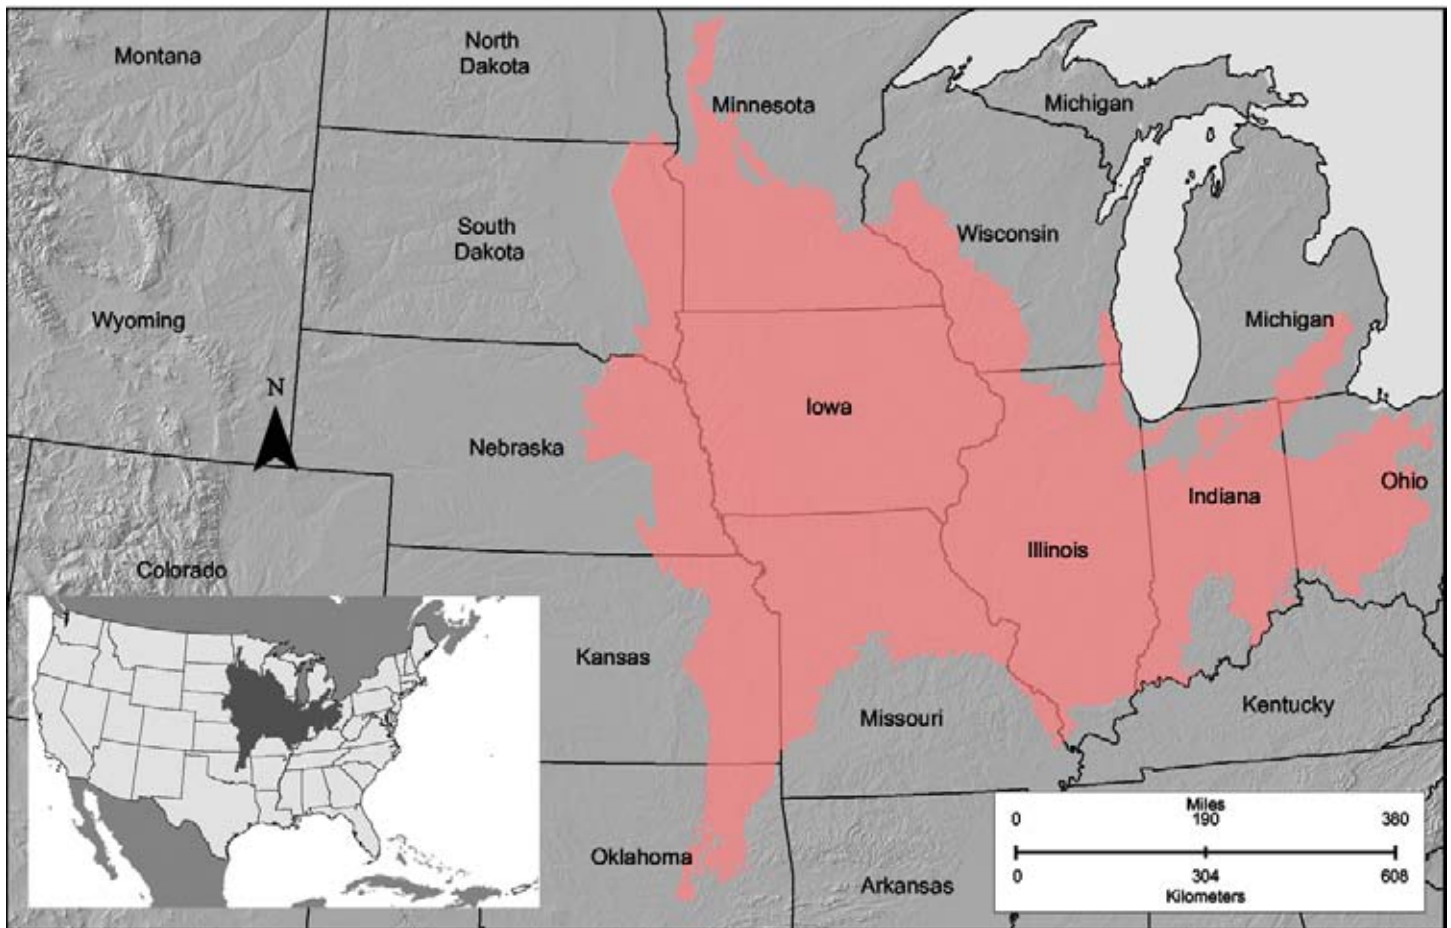 Montana
North
Dakota
Minnesota
Michigan
South
Dakota
Wisconsin
Wyoming
Michigan
N
Iowa
Nebraska
Ohio
Indiana
Illinois
Colorado
Kansas
Missouri
Kentucky
Oklahoma
Arkansas
Miles
0 190 380
0 304 608
Kilometers